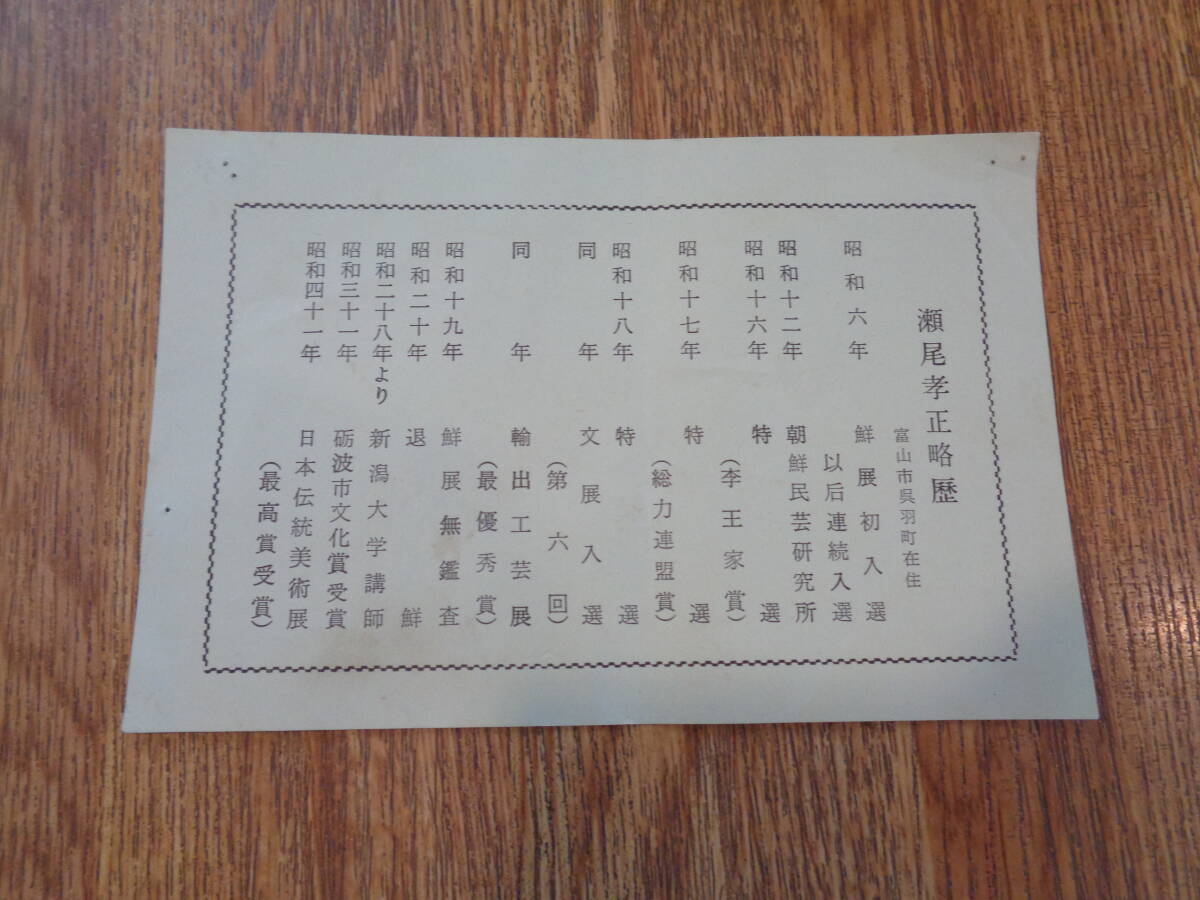 瀬尾孝正略歴
富山市呉羽町在住
昭和六年 鮮展初入選
以后連続入選
昭和十二年 朝鮮民芸研究所
昭和十六年 特選
(李王家賞)
昭和十七年 特選
(総力連盟賞)
昭和十八年 特選
同年 文展入選
(第六回)
同年 輸出工芸展
(最優秀賞)
昭和十九年 鮮展無鑑査
昭和二十年 退鮮
昭和二十八年より 新潟大学講師
昭和三十一年 砺波市文化賞受賞
昭和四十一年 日本伝統美術展
(最高賞受賞)